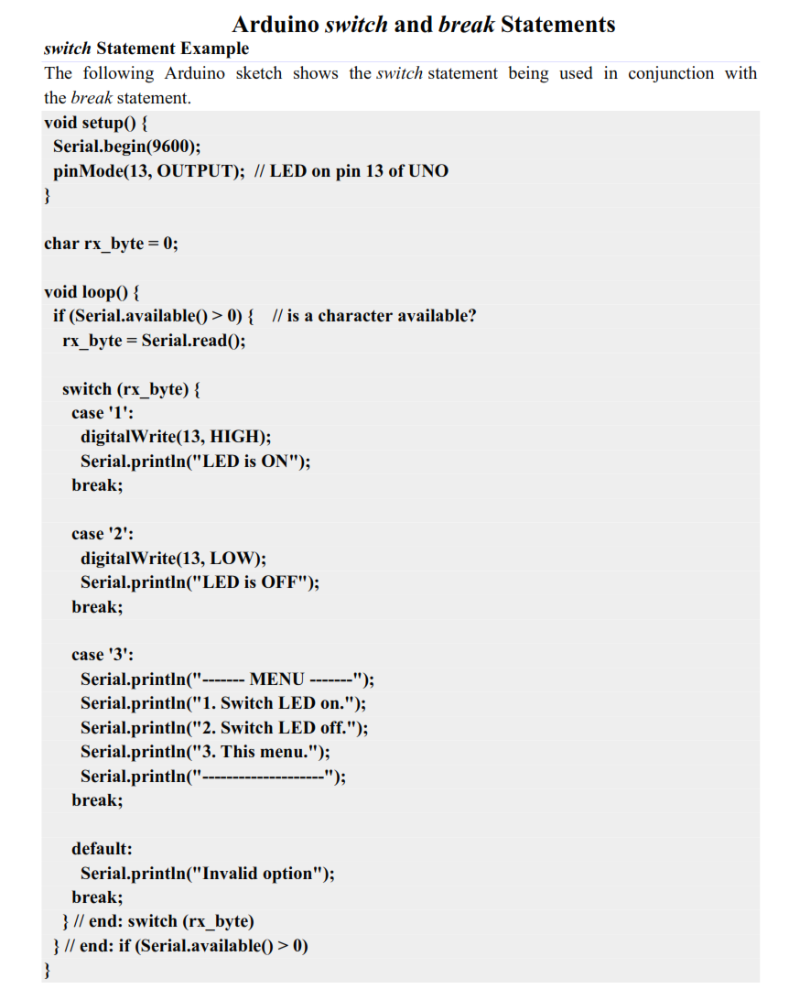 Arduino switch and break Statements
switch Statement Example
The following Arduino sketch shows the switch statement being used in conjunction with
the break statement.
void setup() {
Serial.begin(9600);
pinMode(13, OUTPUT); // LED on pin 13 of UNO
}
char rx_byte = 0;
void loop() {
if (Serial.available() > 0) { // is a character available?
rx_byte = Serial.read();
switch (rx_byte) {
case '1':
digitalWrite(13, HIGH);
Serial.println("LED is ON");
break;
case '2':
digitalWrite(13, LOW);
Serial.println("LED is OFF");
break;
case '3':
Serial.println("------- MENU -------");
Serial.println("1. Switch LED on.");
Serial.println("2. Switch LED off.");
Serial.println("3. This menu.");
Serial.println("--------------------");
break;
default:
Serial.println("Invalid option");
break;
} // end: switch (rx_byte)
} // end: if (Serial.available() > 0)
}